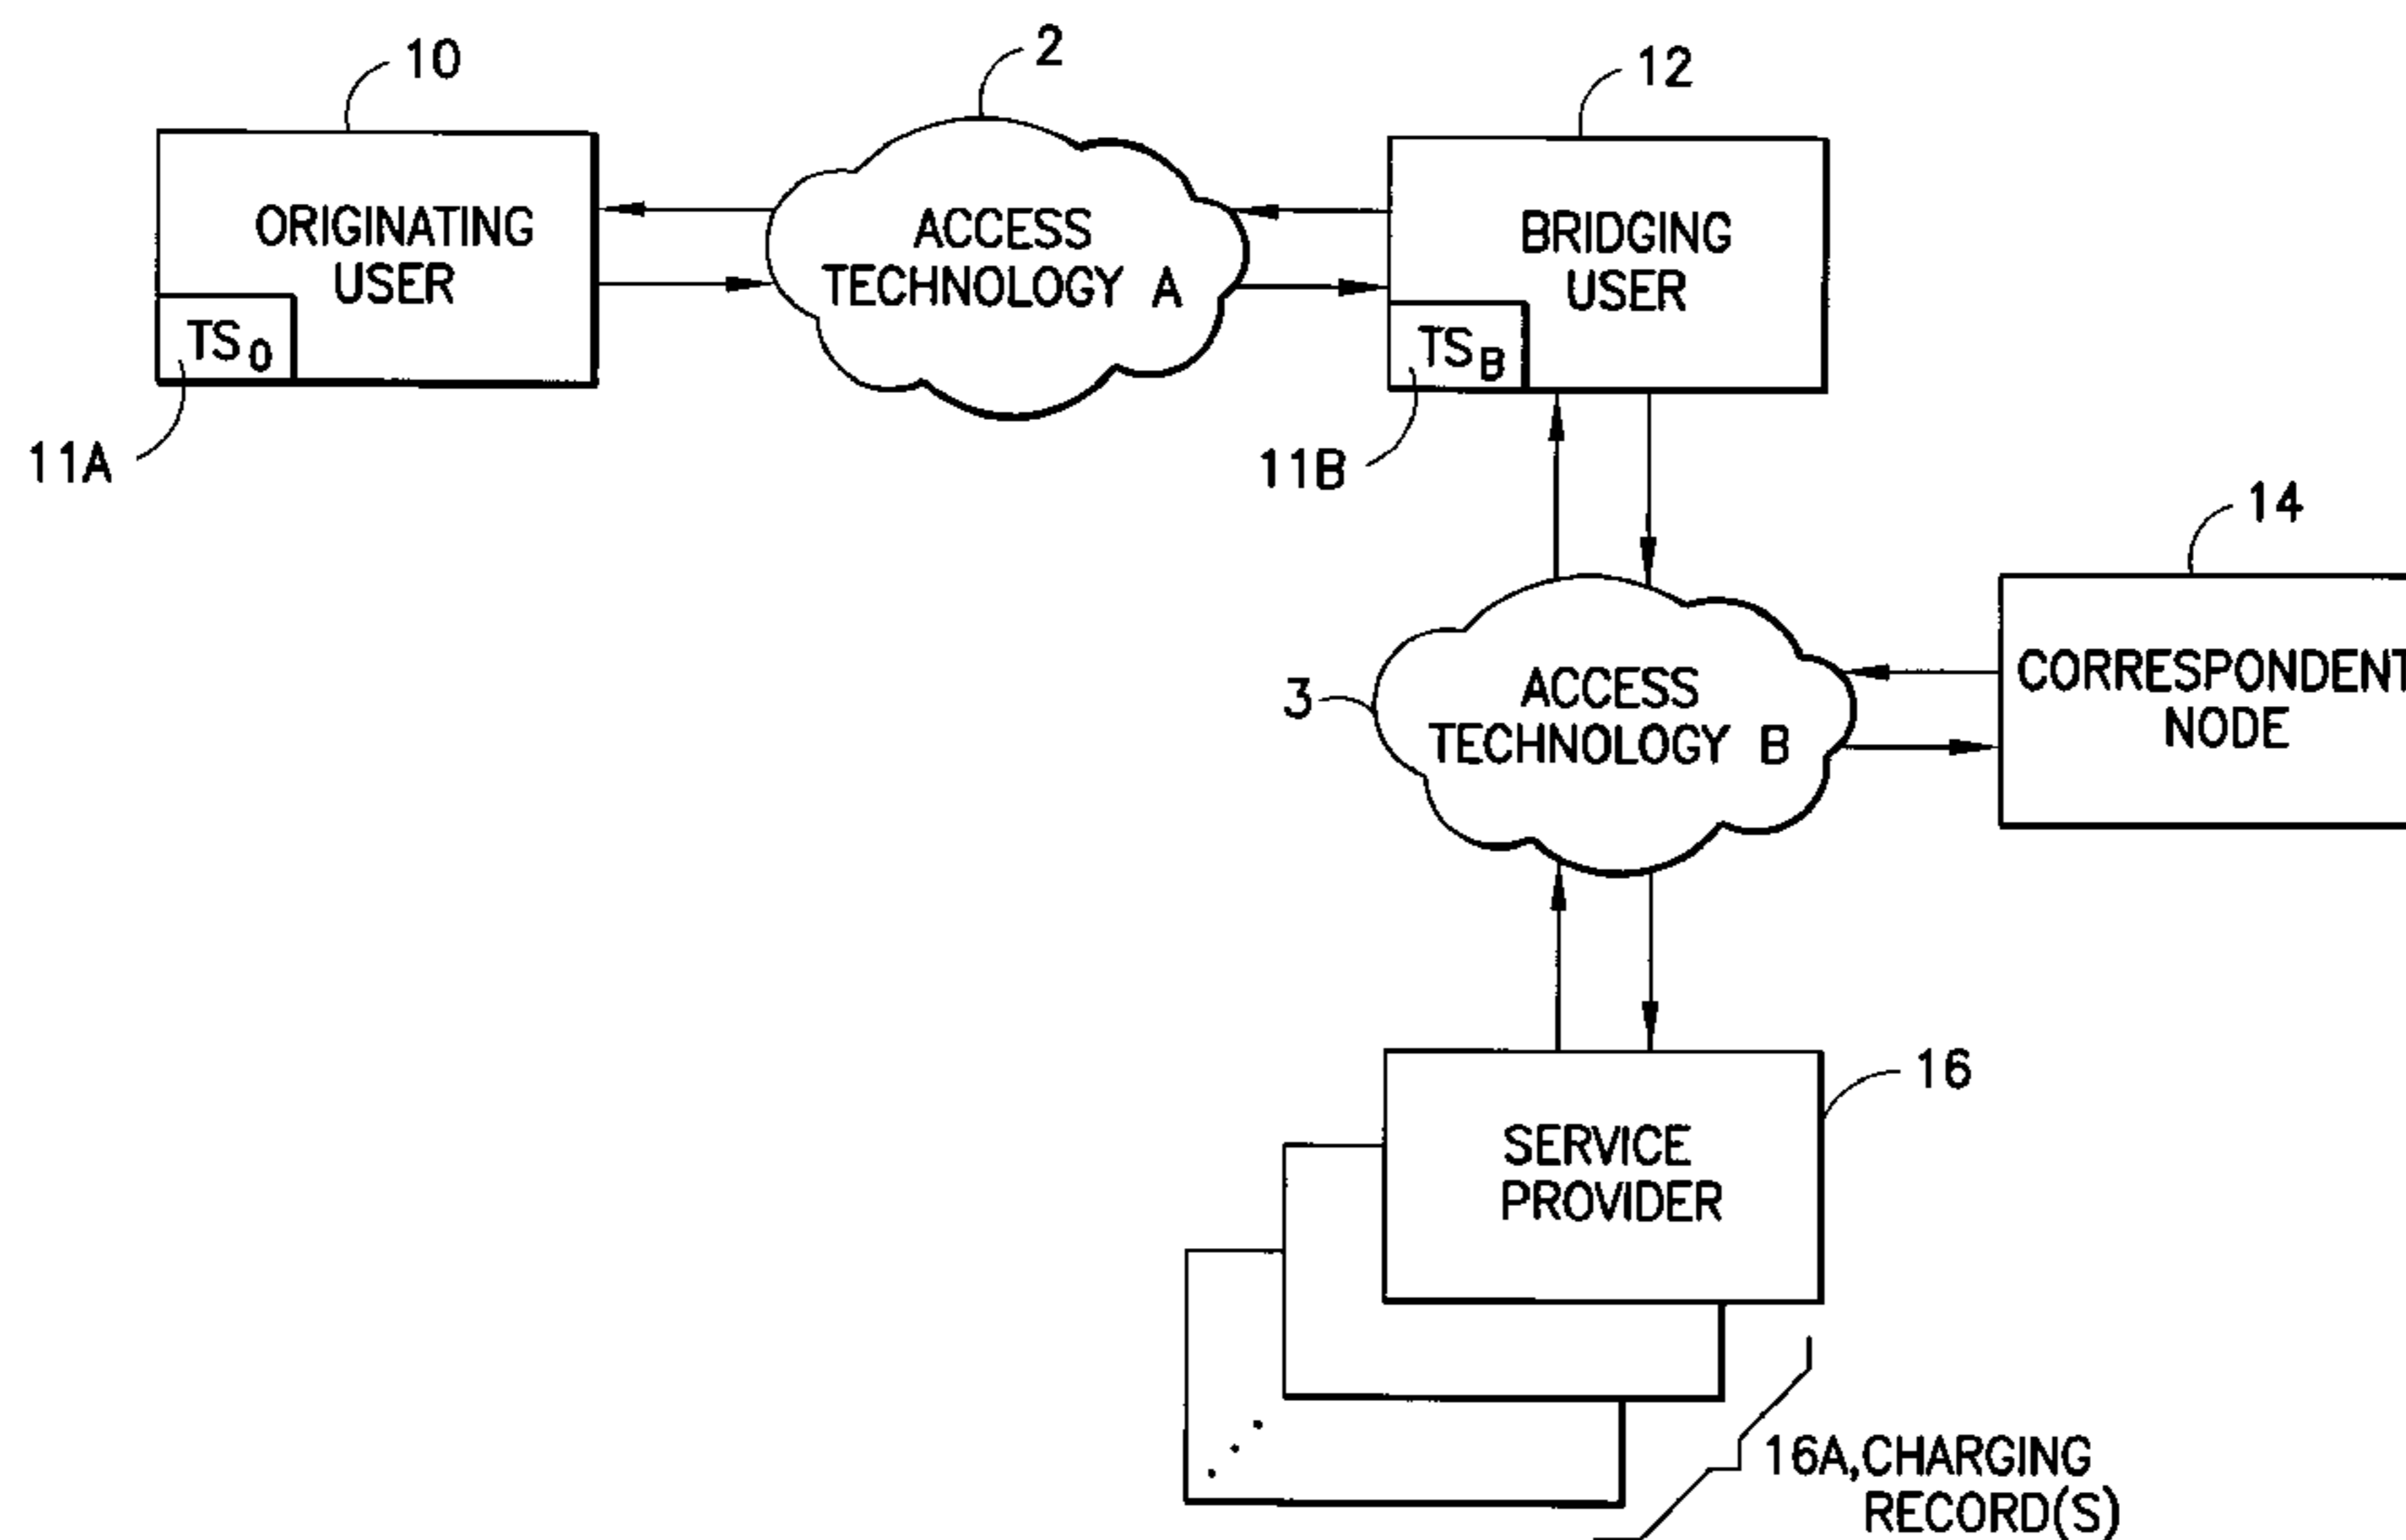 10
2
12
ORIGINATING
USER
ACCESS
TECHNOLOGY A
BRIDGING
USER
TS0
TSB
11A
11B
14
3
ACCESS
TECHNOLOGY B
CORRESPONDENT
NODE
16
SERVICE
PROVIDER
16A,CHARGING
RECORD(S)